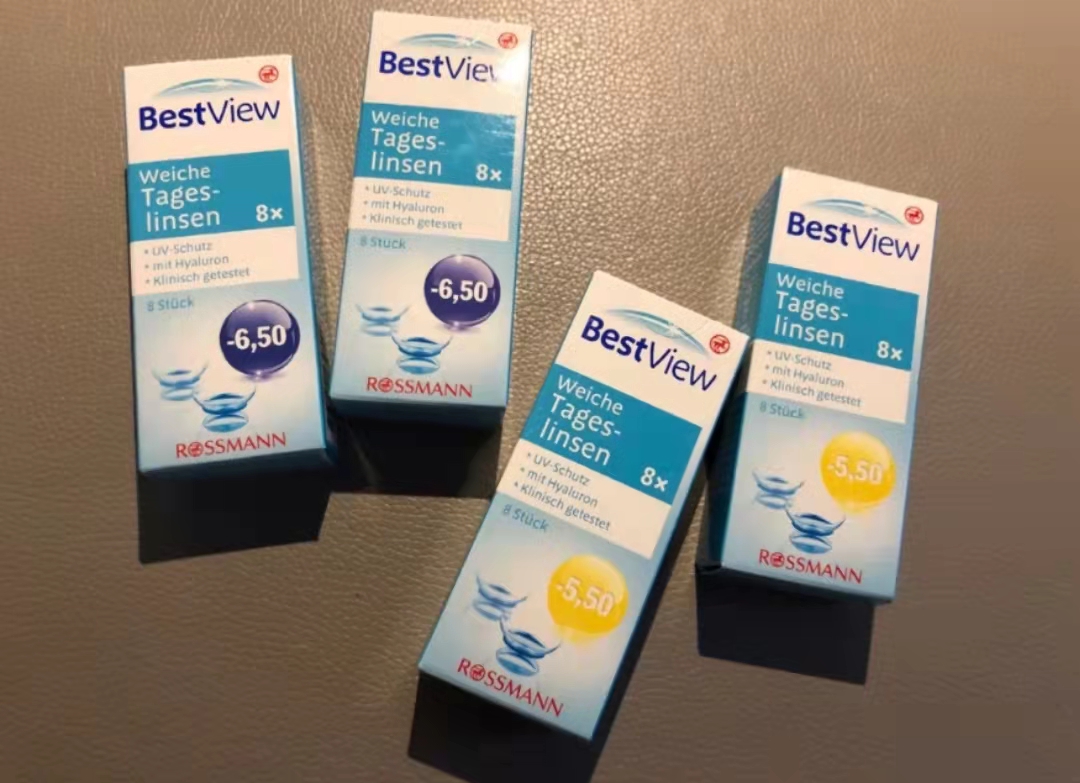 BestView
Weiche
Tages-
linsen 8x
• UV-Schutz
• mit Hyaluron
• Klinisch getestet
8 Stück
-6,50
ROSSMANN
BestView
Weiche
Tages-
linsen 8x
• UV-Schutz
• mit Hyaluron
• Klinisch getestet
8 Stück
-6,50
ROSSMANN
BestView
Weiche
Tages-
linsen 8x
• UV-Schutz
• mit Hyaluron
• Klinisch getestet
8 Stück
-5,50
ROSSMANN
BestView
Weiche
Tages-
linsen 8x
• UV-Schutz
• mit Hyaluron
• Klinisch getestet
8 Stück
-5,50
ROSSMANN